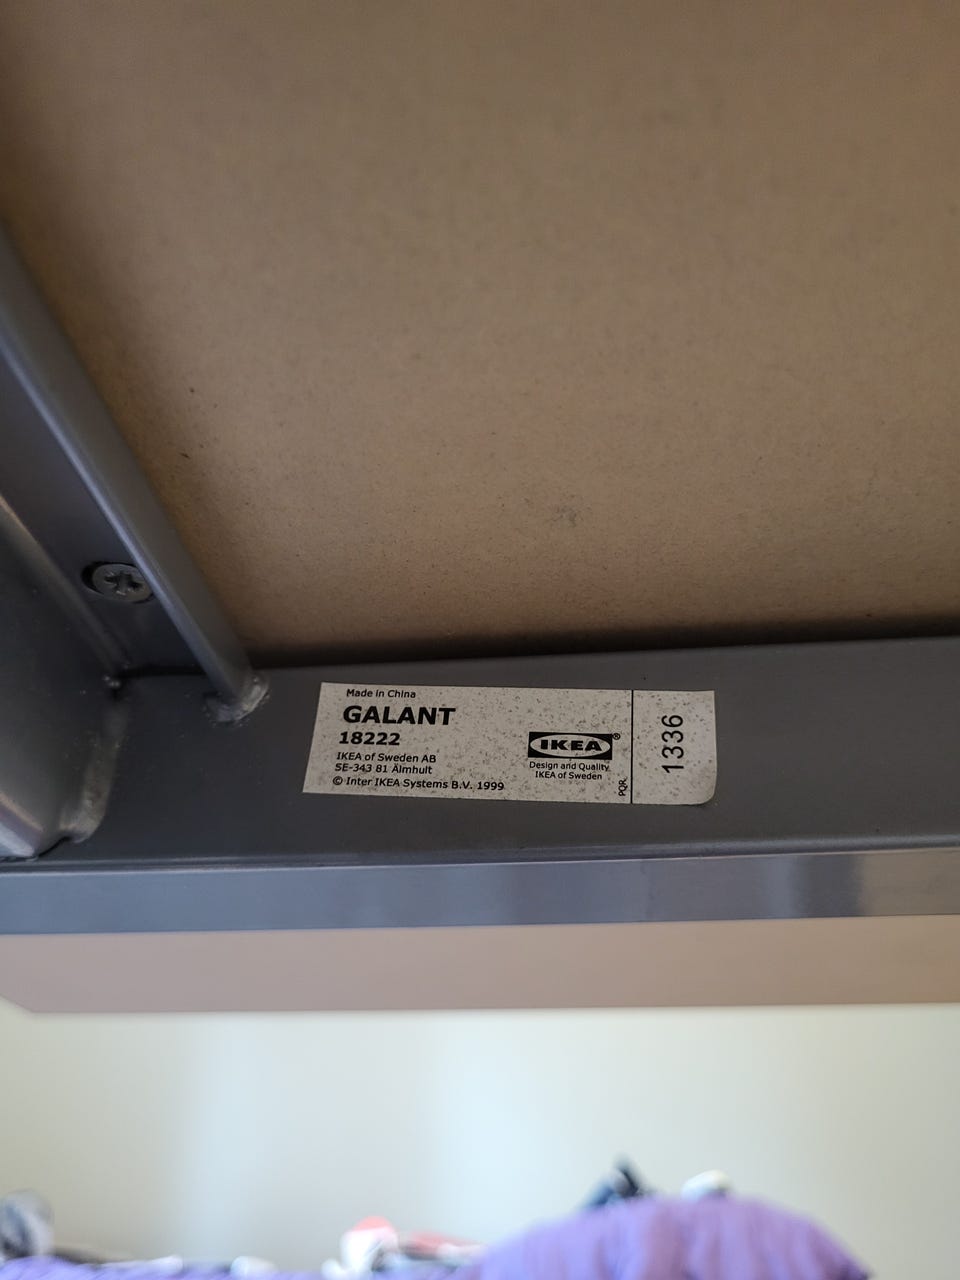 Made in China
GALANT
18222
IKEA of Sweden AB
SE-343 81 Älmhult
© Inter IKEA Systems B.V. 1999
IKEA®
Design and Quality
IKEA of Sweden
PQR
1336